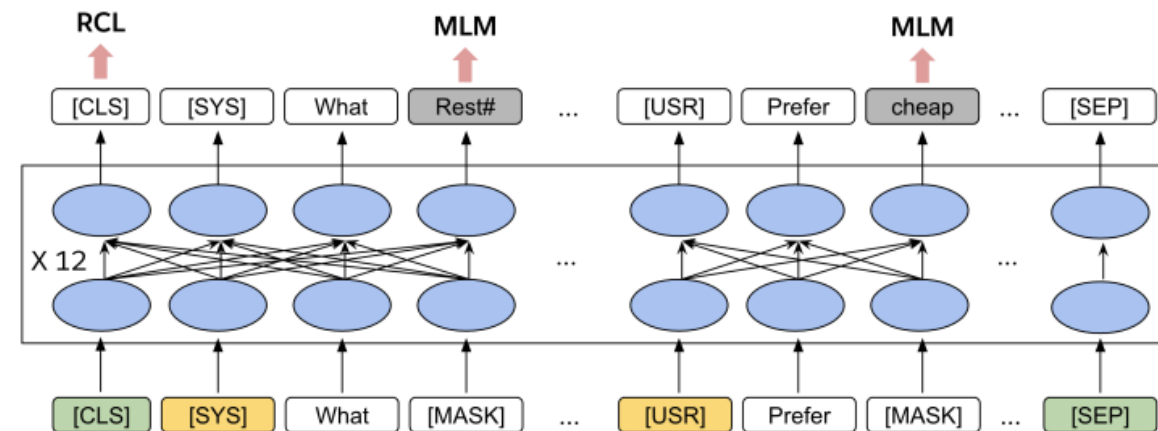 RCL MLM MLM
[CLS] [SYS] What Rest# ... [USR] Prefer cheap ... [SEP]
X 12 ... ...
[CLS] [SYS] What [MASK] ... [USR] Prefer [MASK] ... [SEP]